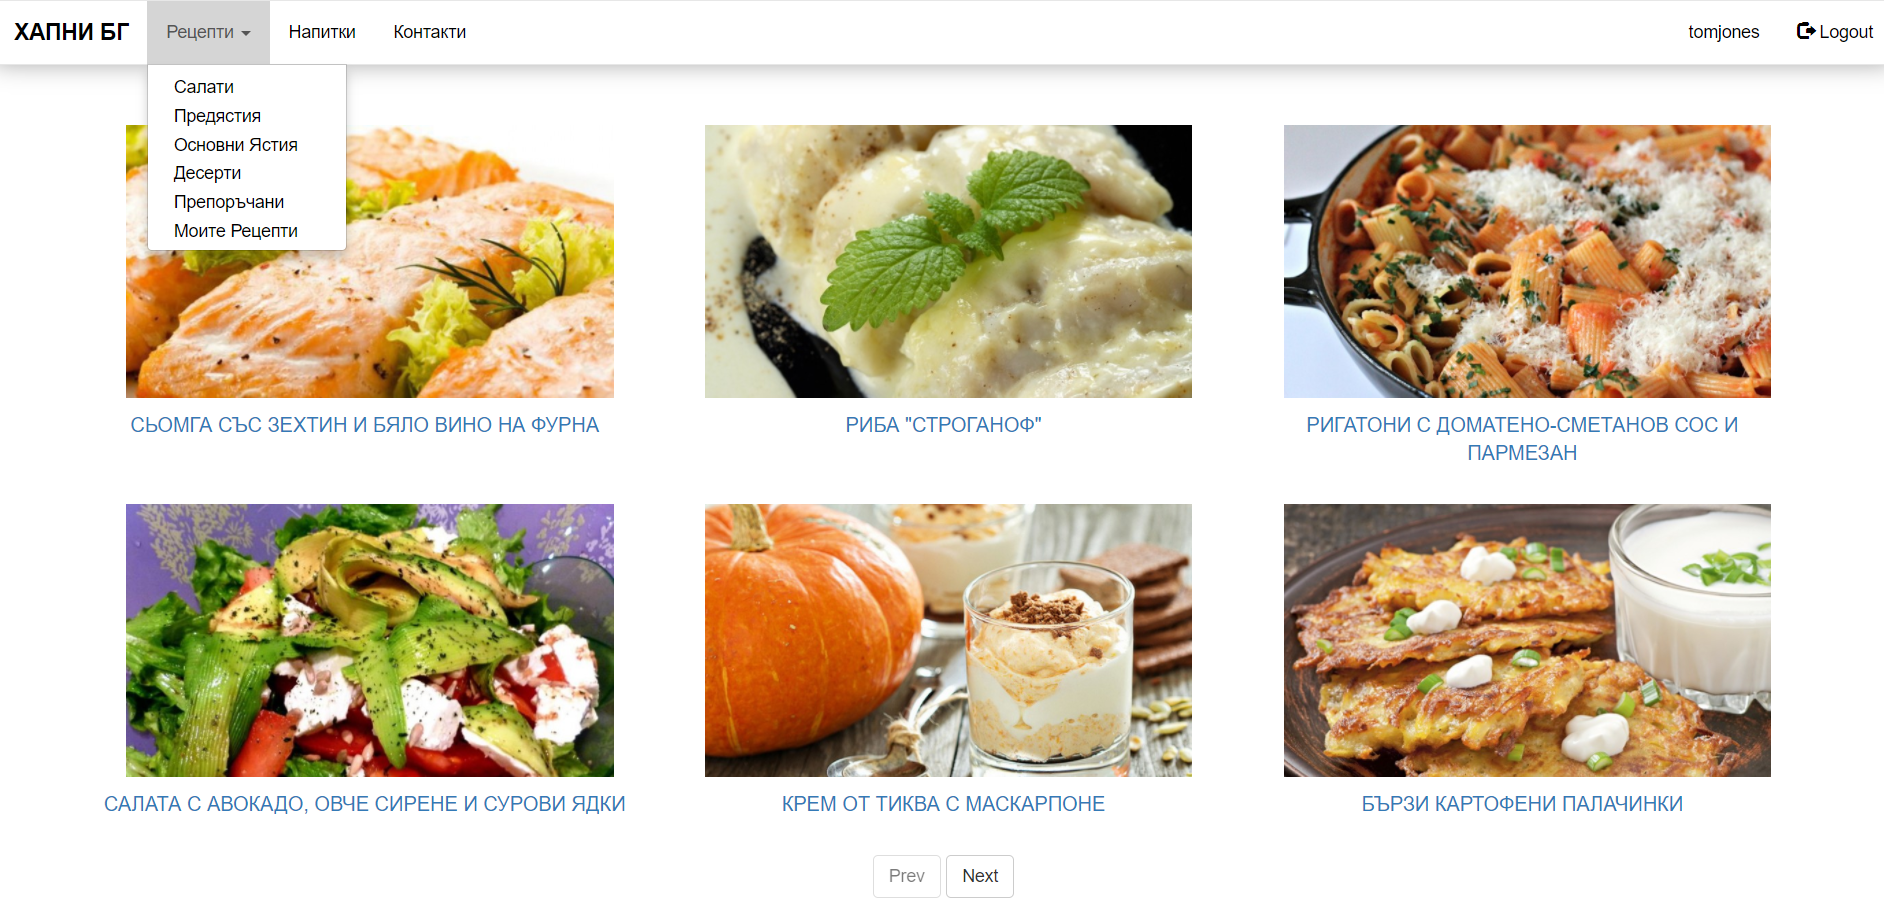 ХАПНИ БГ Рецепти Напитки Контакти tomjones Logout
Салати
Предястия
Основни Ястия
Десерти
Препоръчани
Моите Рецепти
СЬОМГА СЪС ЗЕХТИН И БЯЛО ВИНО НА ФУРНА
РИБА "СТРОГАНОФ"
РИГАТОНИ С ДОМАТЕНО-СМЕТАНОВ СОС И
ПАРМЕЗАН
САЛАТА С АВОКАДО, ОВЧЕ СИРЕНЕ И СУРОВИ ЯДКИ
КРЕМ ОТ ТИКВА С МАСКАРПОНЕ
БЪРЗИ КАРТОФЕНИ ПАЛАЧИНКИ
Prev Next